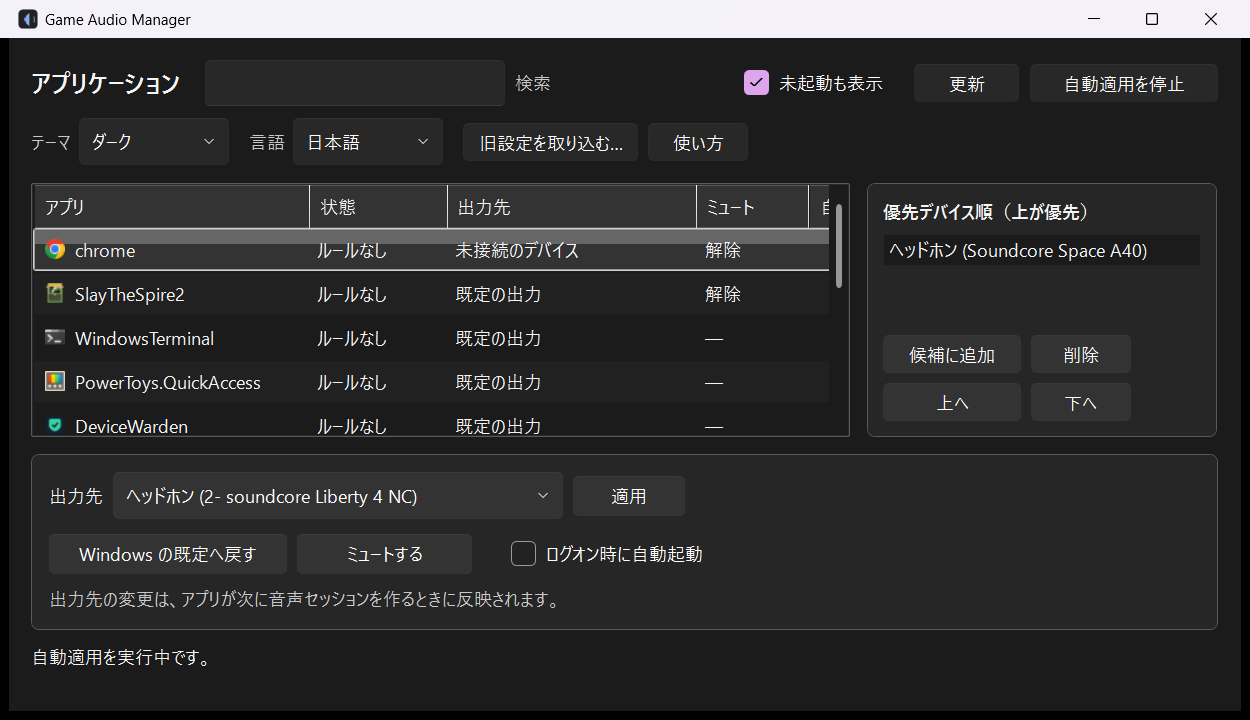 Game Audio Manager
アプリケーション 検索 未起動も表示 更新 自動適用を停止
テーマ ダーク 言語 日本語 旧設定を取り込む... 使い方
アプリ 状態 出力先 ミュート
chrome ルールなし 未接続のデバイス 解除
SlayTheSpire2 ルールなし 既定の出力 解除
WindowsTerminal ルールなし 既定の出力 —
PowerToys.QuickAccess ルールなし 既定の出力 —
DeviceWarden ルールなし 既定の出力 —
優先デバイス順（上が優先）
ヘッドホン (Soundcore Space A40)
候補に追加 削除
上へ 下へ
出力先 ヘッドホン (2- soundcore Liberty 4 NC) 適用
Windows の既定へ戻す ミュートする ログオン時に自動起動
出力先の変更は、アプリが次に音声セッションを作るときに反映されます。
自動適用を実行中です。